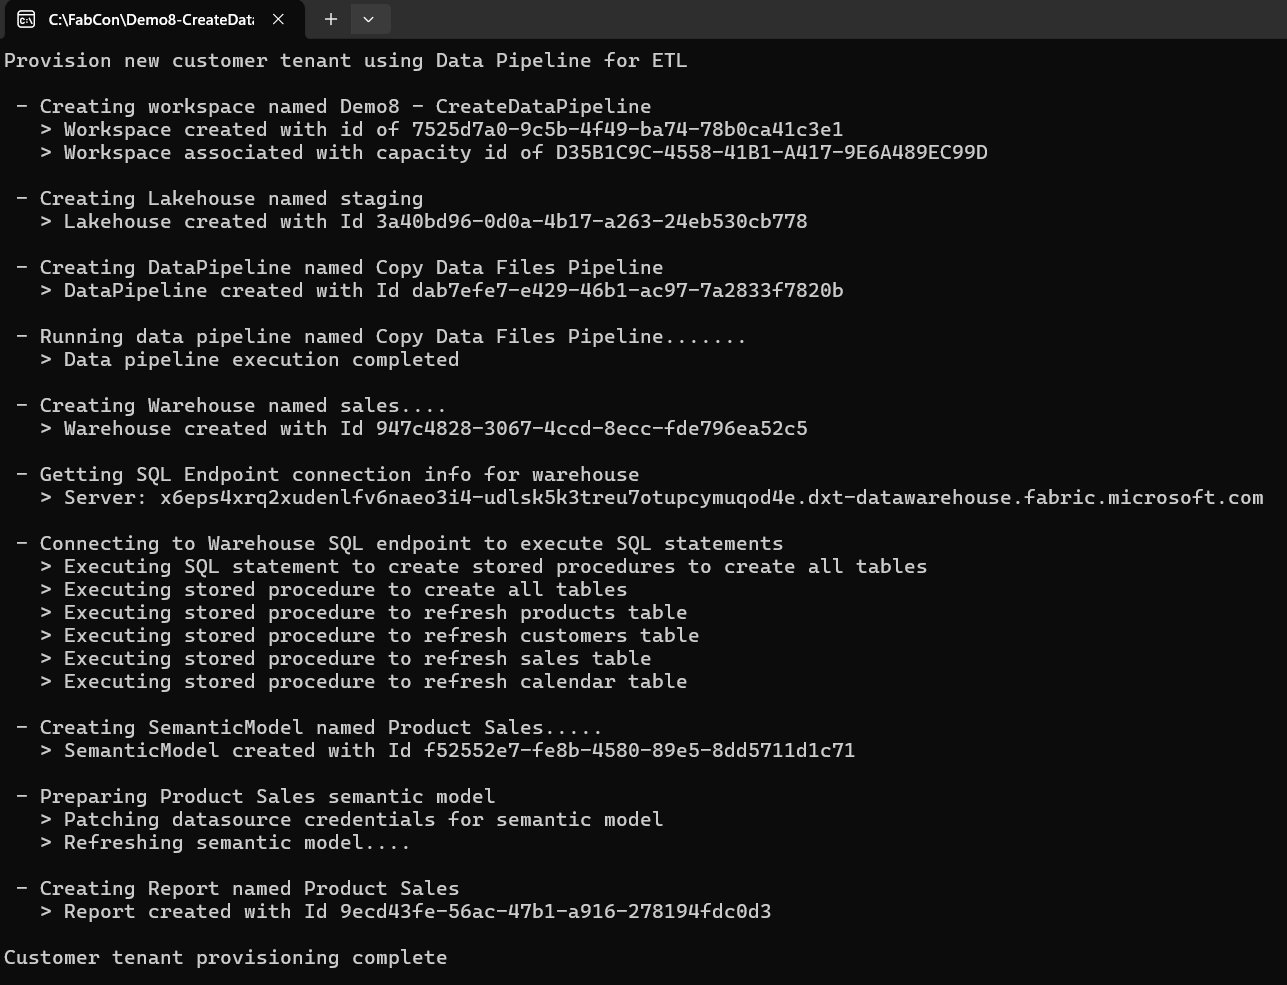 C:\FabCon\Demo8-CreateData
Provision new customer tenant using Data Pipeline for ETL
- Creating workspace named Demo8 - CreateDataPipeline
> Workspace created with id of 7525d7a0-9c5b-4f49-ba74-78b0ca41c3e1
> Workspace associated with capacity id of D35B1C9C-4558-41B1-A417-9E6A489EC99D
- Creating Lakehouse named staging
> Lakehouse created with Id 3a40bd96-0d0a-4b17-a263-24eb530cb778
- Creating DataPipeline named Copy Data Files Pipeline
> DataPipeline created with Id dab7efe7-e429-46b1-ac97-7a2833f7820b
- Running data pipeline named Copy Data Files Pipeline.......
> Data pipeline execution completed
- Creating Warehouse named sales....
> Warehouse created with Id 947c4828-3067-4ccd-8ecc-fde796ea52c5
- Getting SQL Endpoint connection info for warehouse
> Server: x6eps4xrq2xudenlfv6naeo3i4-udlsk5k3treu7otupcymuqod4e.dxt-datawarehouse.fabric.microsoft.com
- Connecting to Warehouse SQL endpoint to execute SQL statements
> Executing SQL statement to create stored procedures to create all tables
> Executing stored procedure to create all tables
> Executing stored procedure to refresh products table
> Executing stored procedure to refresh customers table
> Executing stored procedure to refresh sales table
> Executing stored procedure to refresh calendar table
- Creating SemanticModel named Product Sales.....
> SemanticModel created with Id f52552e7-fe8b-4580-89e5-8dd5711d1c71
- Preparing Product Sales semantic model
> Patching datasource credentials for semantic model
> Refreshing semantic model....
- Creating Report named Product Sales
> Report created with Id 9ecd43fe-56ac-47b1-a916-278194fdc0d3
Customer tenant provisioning complete